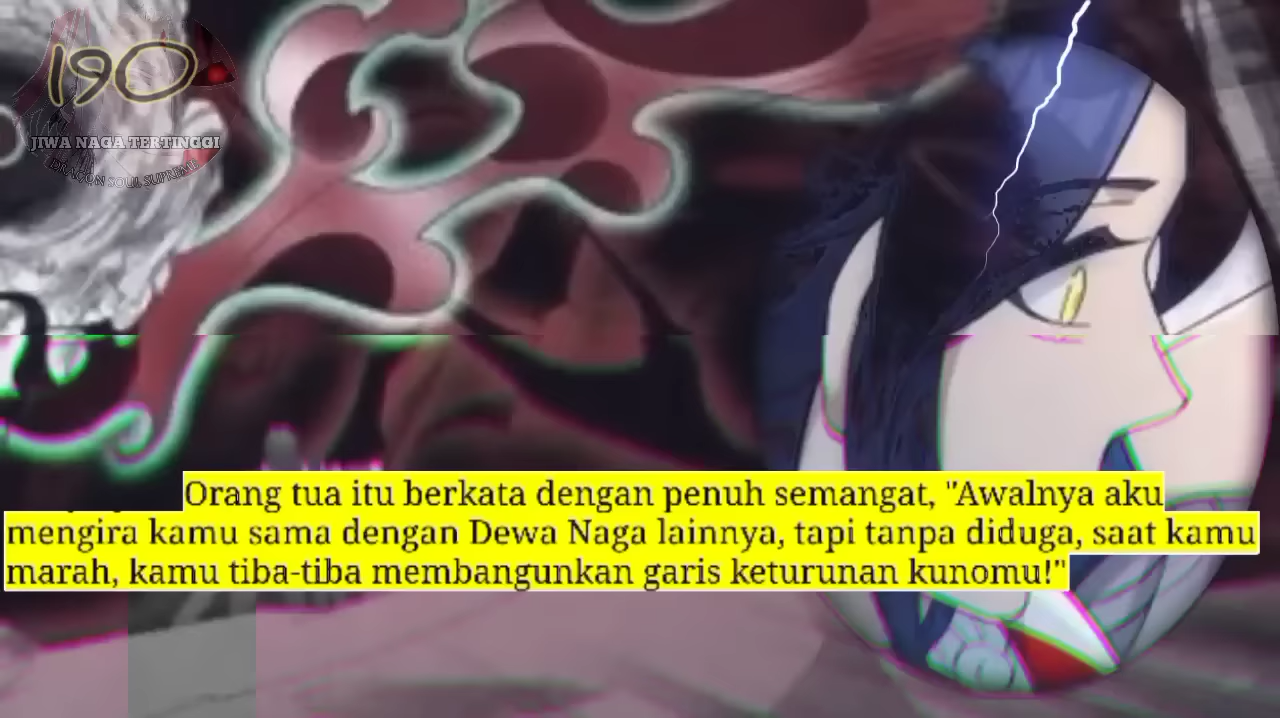 190
JIWA NAGA TERTINGGI
DRAGON SOUL SUPREME
Orang tua itu berkata dengan penuh semangat, "Awalnya aku
mengira kamu sama dengan Dewa Naga lainnya, tapi tanpa diduga, saat kamu
marah, kamu tiba-tiba membangunkan garis keturunan kunomu!"